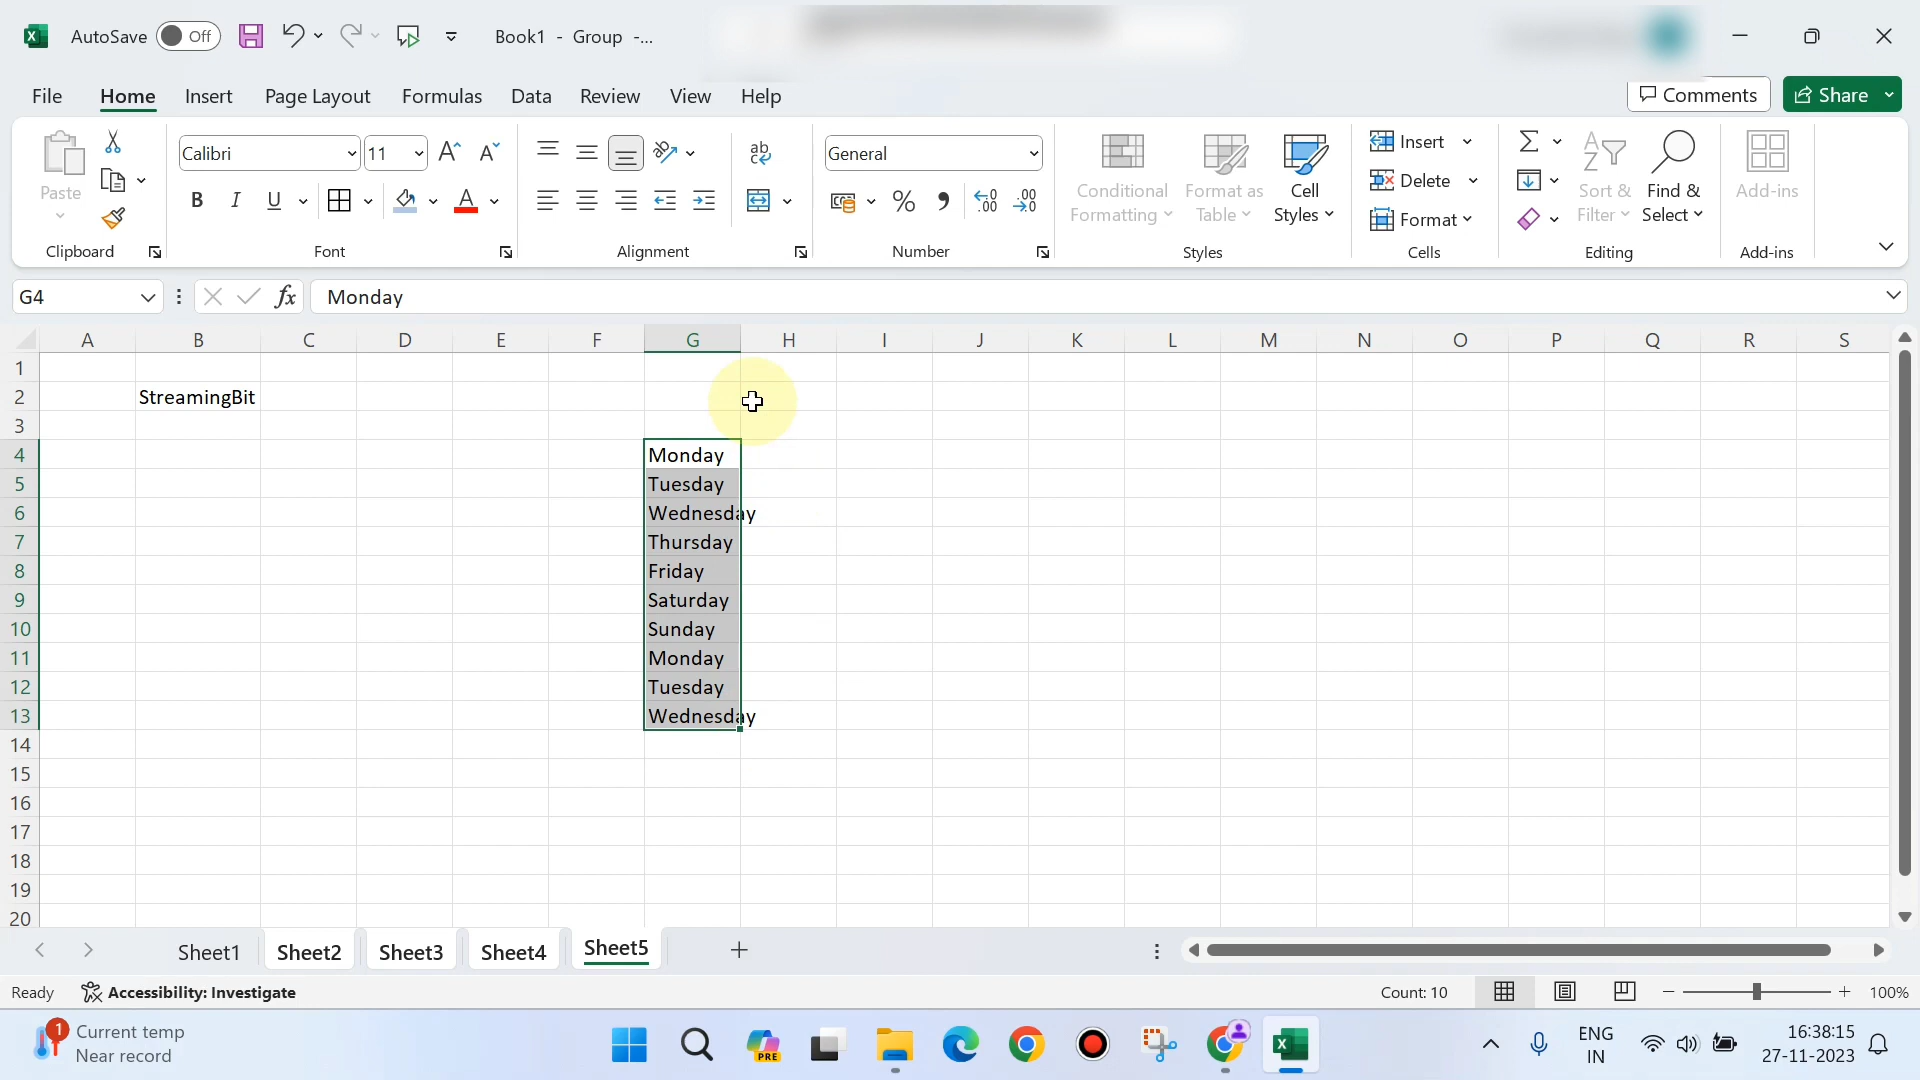 AutoSave Off Book1 - Group -...
File Home Insert Page Layout Formulas Data Review View Help Comments Share
Paste
Clipboard
Calibri 11
B I U A
Font
ab
c
Alignment
General
% .00
Number
Conditional Formatting
Format as Table
Cell Styles
Styles
Insert
Delete
Format
Cells
Sort & Filter
Find & Select
Editing
Add-ins
Add-ins
G4 fx Monday
A B C D E F G H I J K L M N O P Q R S
1
2 StreamingBit
3
4 Monday
5 Tuesday
6 Wednesday
7 Thursday
8 Friday
9 Saturday
10 Sunday
11 Monday
12 Tuesday
13 Wednesday
14
15
16
17
18
19
20
Sheet1 Sheet2 Sheet3 Sheet4 Sheet5 +
Ready Accessibility: Investigate Count: 10 100%
1 Current temp
Near record
PRE
ENG
IN
16:38:15
27-11-2023